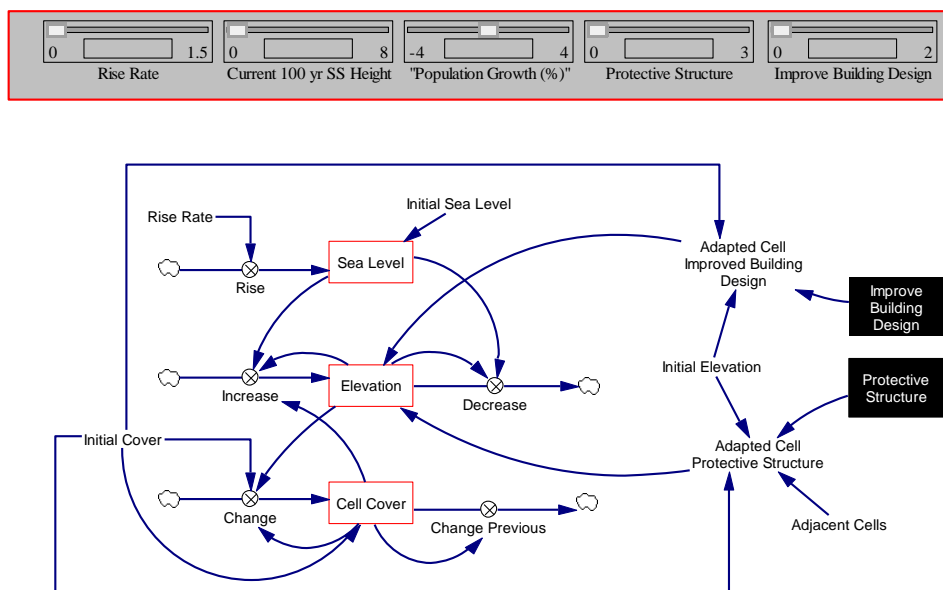 0 1.5
Rise Rate
0 8
Current 100 yr SS Height
-4 4
"Population Growth (%)"
0 3
Protective Structure
0 2
Improve Building Design
Initial Sea Level
Rise Rate
Sea Level
Rise
Adapted Cell
Improved Building
Design
Improve
Building
Design
Initial Elevation
Elevation
Increase
Decrease
Protective
Structure
Initial Cover
Adapted Cell
Protective Structure
Cell Cover
Change
Change Previous
Adjacent Cells